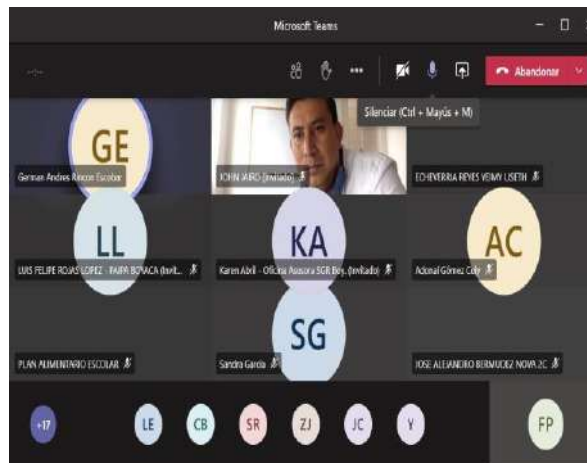 Microsoft Teams
Abandonar
Silenciar (Ctrl + Mayús + M)
GE
German Andres Rincon Escobar
JOHN JAIRO (Invitado)
ECHEVERRIA REYES YEIMY LISETH
LL
KA
AC
LUIS FELIPE ROJAS LOPEZ - PAIPA BOYACA (Invit...
Karen Abril - Oficina Asesora SGR Boy. (Invitado)
Adonai Gómez Coly
SG
PLAN ALIMENTARIO ESCOLAR
Sandra Garcia
JOSE ALEJANDRO BERMUDEZ NOVA 2C
+17
LE
CB
SR
ZJ
JC
Y
FP